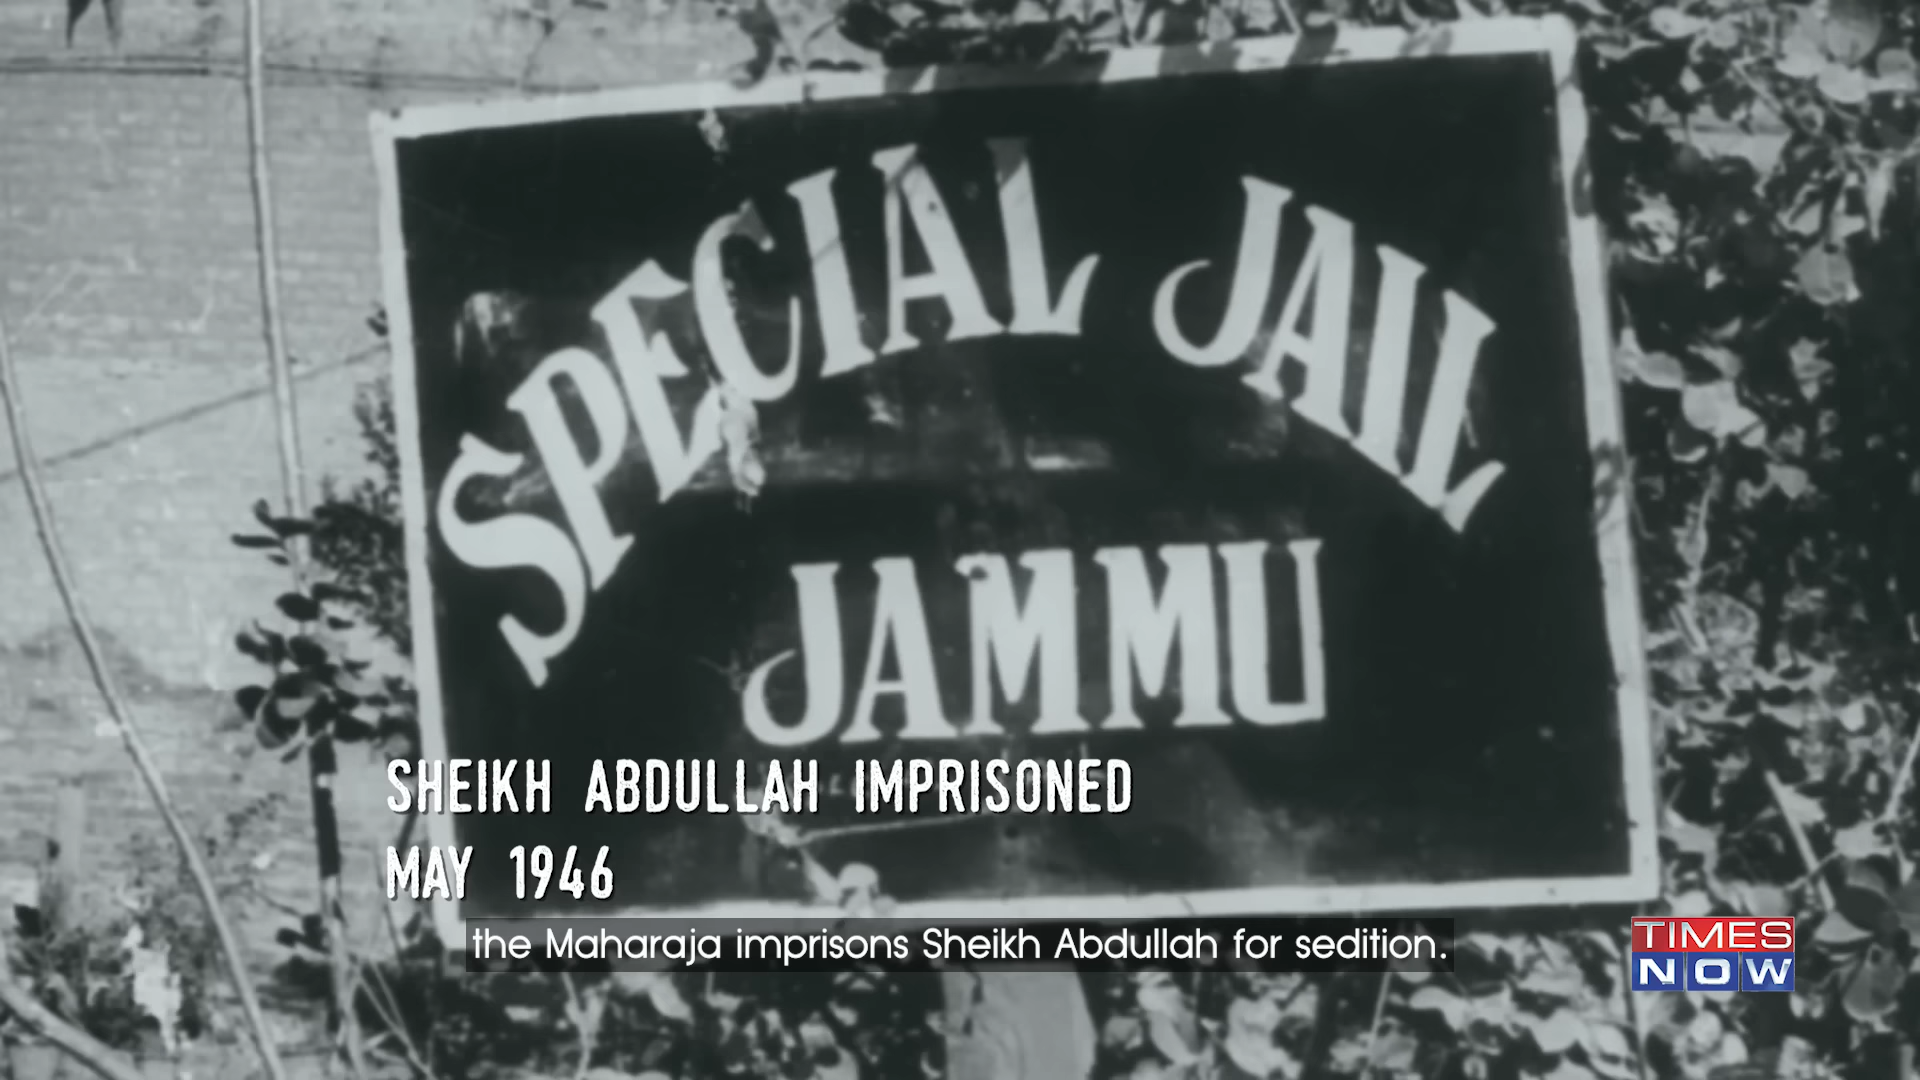 SPECIAL JAIL
JAMMU
SHEIKH ABDULLAH IMPRISONED
MAY 1946
the Maharaja imprisons Sheikh Abdullah for sedition.
TIMES
NOW